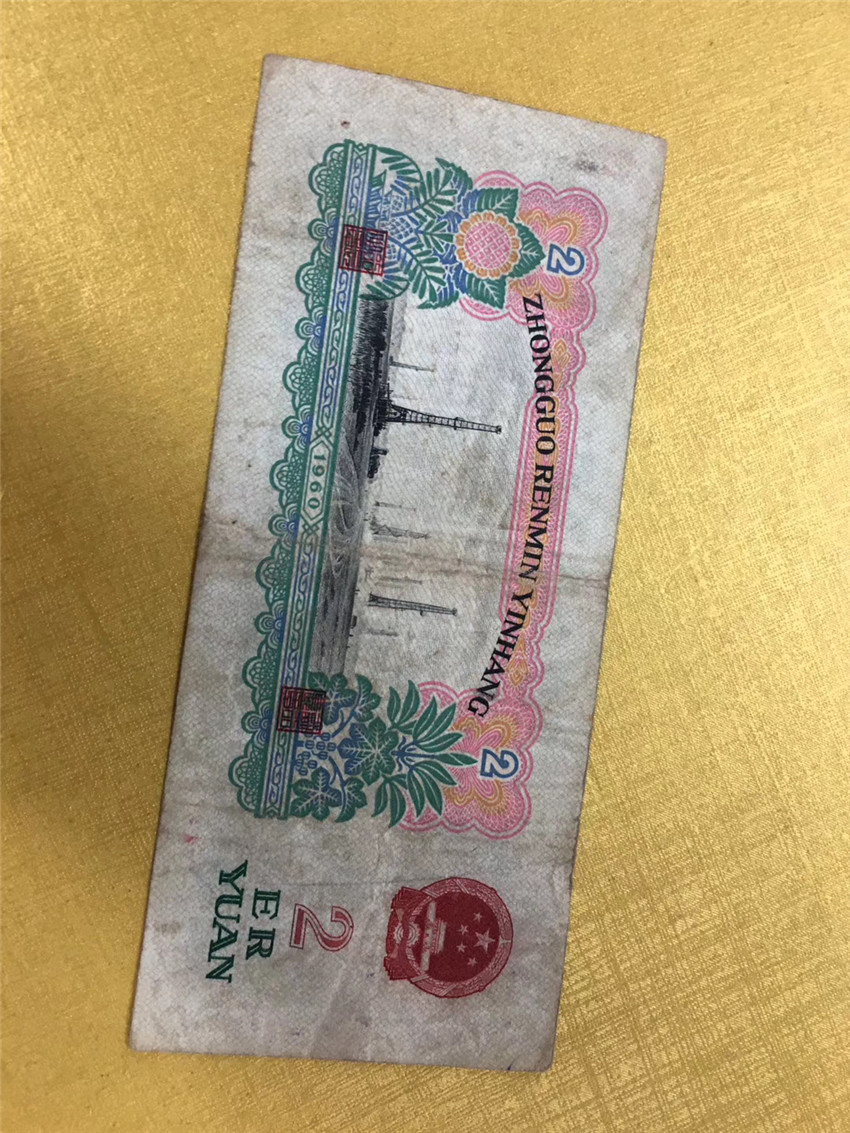 ZHONGGUO RENMIN YINHANG
2
2
1960
2
ER
YUAN